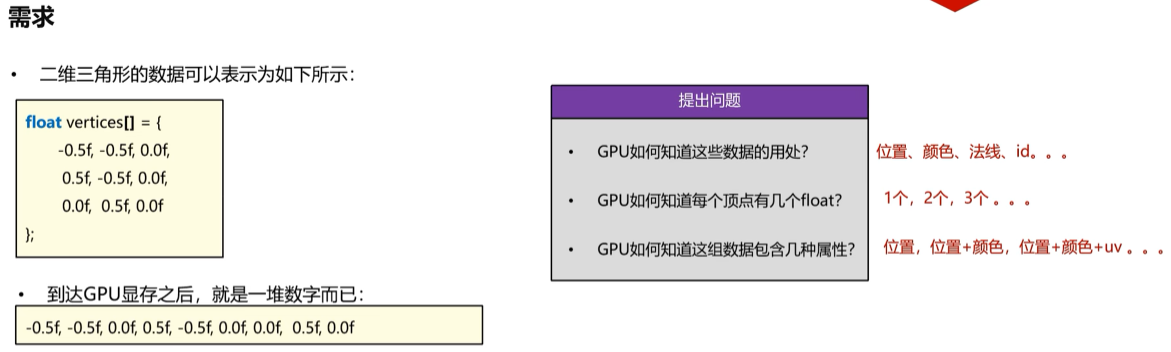 需求
• 二维三角形的数据可以表示为如下所示：
float vertices[] = {
-0.5f, -0.5f, 0.0f,
0.5f, -0.5f, 0.0f,
0.0f, 0.5f, 0.0f
};
• 到达GPU显存之后，就是一堆数字而已：
-0.5f, -0.5f, 0.0f, 0.5f, -0.5f, 0.0f, 0.0f, 0.5f, 0.0f
提出问题
• GPU如何知道这些数据的用处？ 位置、颜色、法线、id。。。
• GPU如何知道每个顶点有几个float？ 1个，2个，3个。。。
• GPU如何知道这组数据包含几种属性？ 位置，位置+颜色，位置+颜色+uv。。。